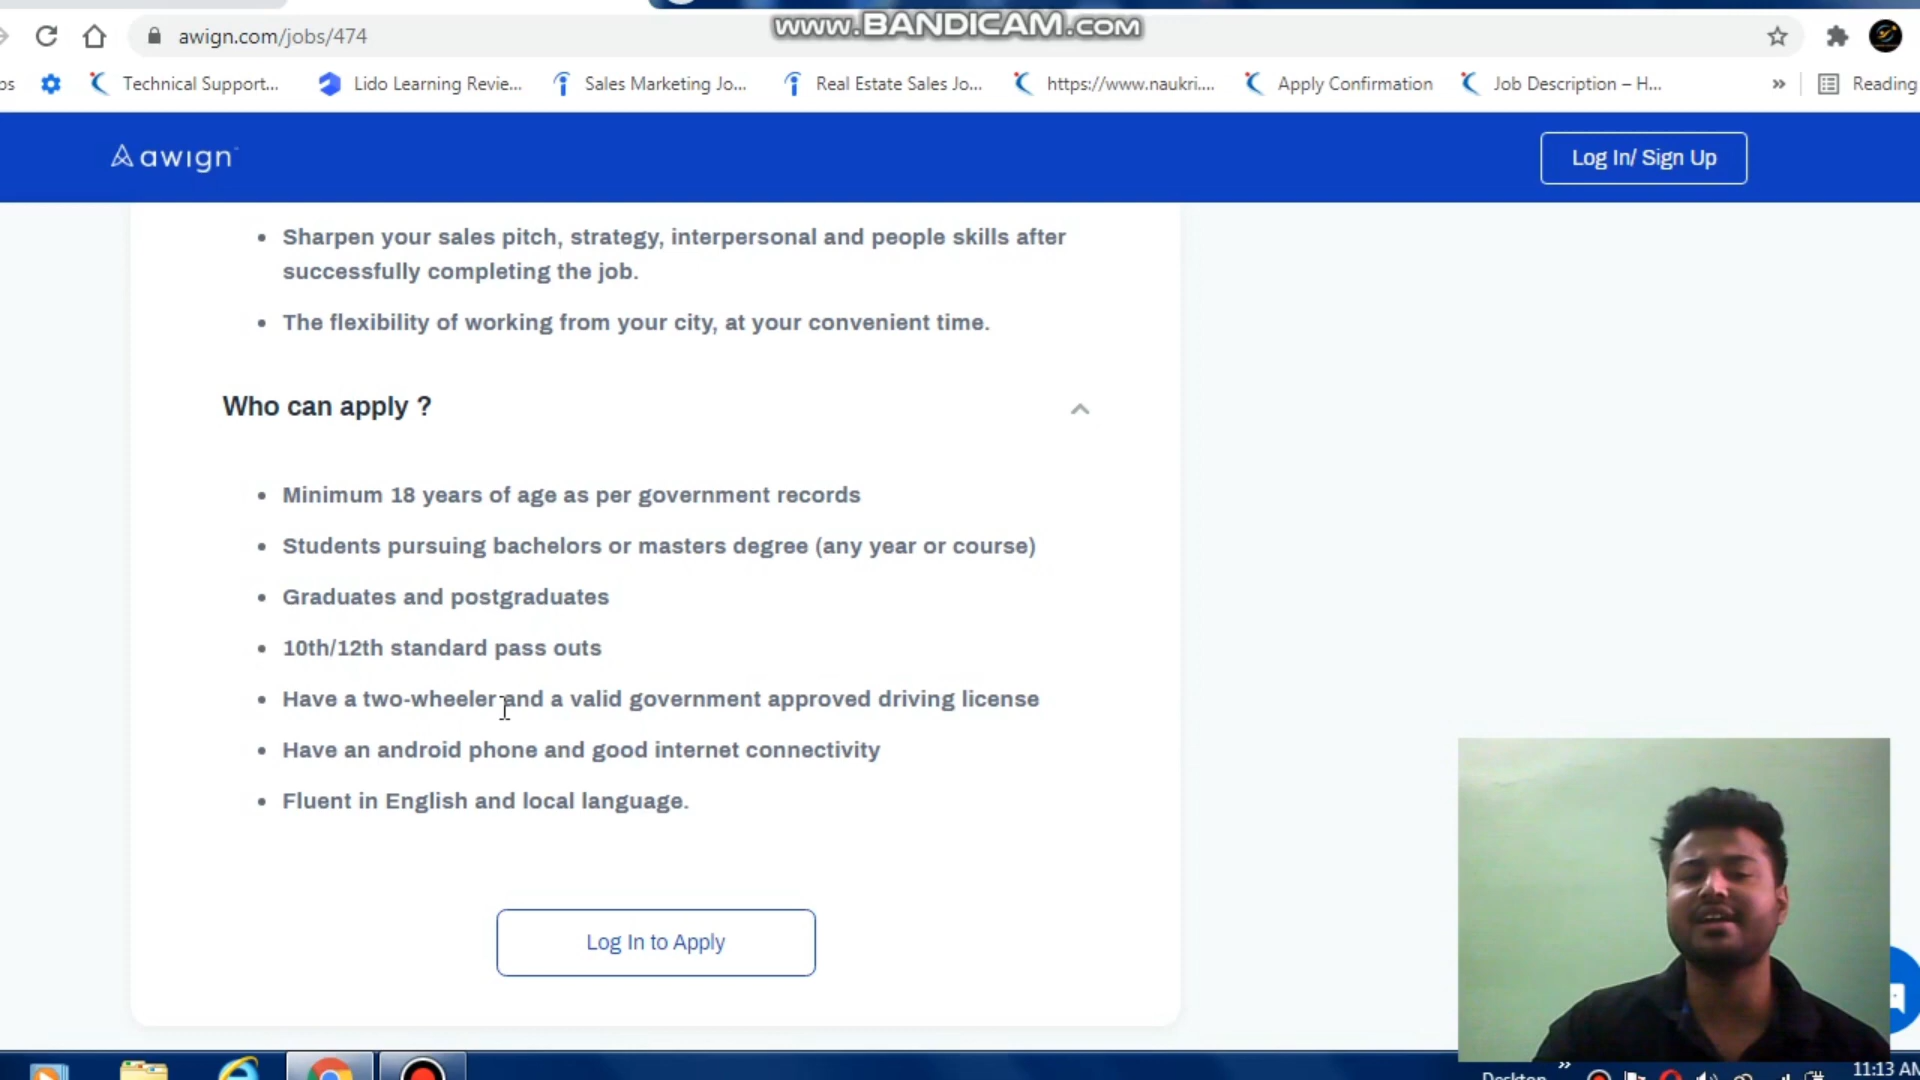 www.BANDICAM.com
awign.com/jobs/474
Technical Support... Lido Learning Revie... Sales Marketing Jo... Real Estate Sales Jo... https://www.naukri.... Apply Confirmation Job Description – H... » Reading
awign
Log In/ Sign Up
• Sharpen your sales pitch, strategy, interpersonal and people skills after
successfully completing the job.
• The flexibility of working from your city, at your convenient time.
Who can apply ?
• Minimum 18 years of age as per government records
• Students pursuing bachelors or masters degree (any year or course)
• Graduates and postgraduates
• 10th/12th standard pass outs
• Have a two-wheeler and a valid government approved driving license
• Have an android phone and good internet connectivity
• Fluent in English and local language.
Log In to Apply
Desktop » 11:13 AM